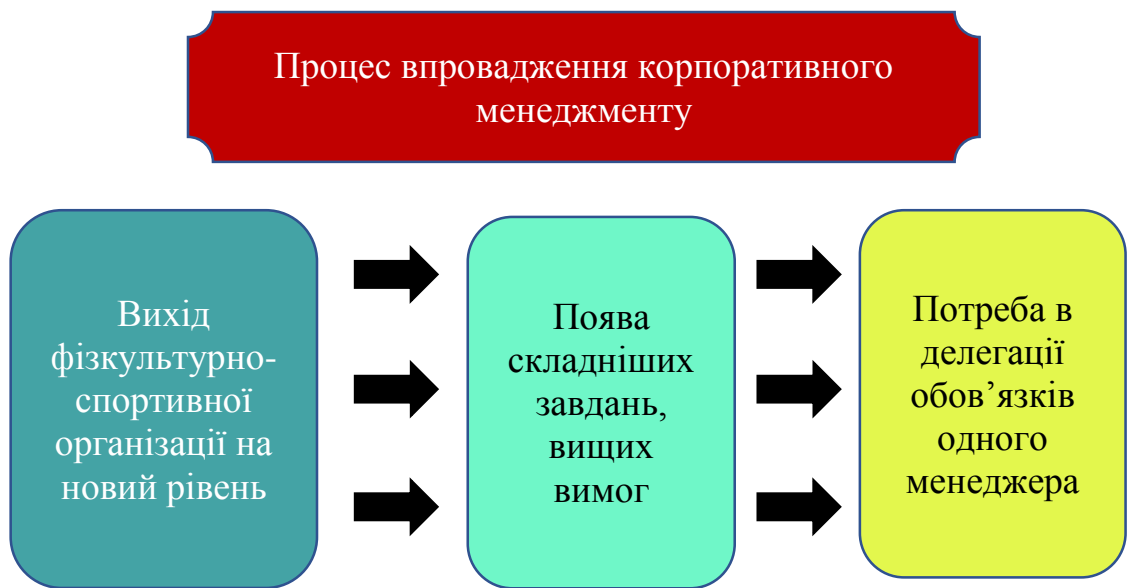 Процес впровадження корпоративного
менеджменту
Вихід
фізкультурно-
спортивної
організації на
новий рівень
Поява
складніших
завдань,
вищих
вимог
Потреба в
делегації
обов’язків
одного
менеджера